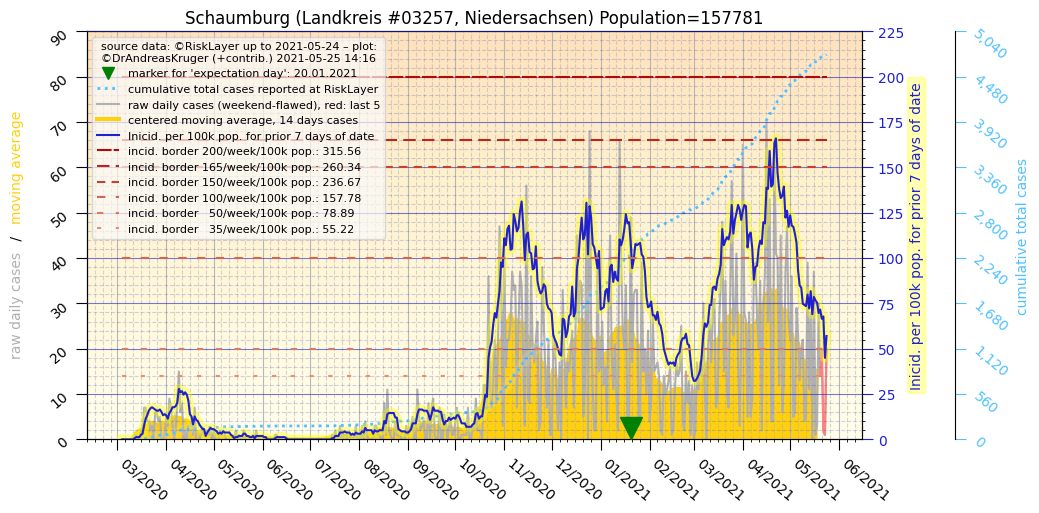 Schaumburg (Landkreis #03257, Niedersachsen) Population=157781
source data: ©RiskLayer up to 2021-05-24 – plot:
©DrAndreasKruger (+contrib.) 2021-05-25 14:16
marker for 'expectation day': 20.01.2021
cumulative total cases reported at RiskLayer
raw daily cases (weekend-flawed), red: last 5
centered moving average, 14 days cases
Inicid. per 100k pop. for prior 7 days of date
incid. border 200/week/100k pop.: 315.56
incid. border 165/week/100k pop.: 260.34
incid. border 150/week/100k pop.: 236.67
incid. border 100/week/100k pop.: 157.78
incid. border 50/week/100k pop.: 78.89
incid. border 35/week/100k pop.: 55.22
raw daily cases / moving average
90
80
70
60
50
40
30
20
10
0
225
200
175
150
125
100
75
50
25
0
Inicid. per 100k pop. for prior 7 days of date
5,040
4,480
3,920
3,360
2,800
2,240
1,680
1,120
560
0
cumulative total cases
03/2020
04/2020
05/2020
06/2020
07/2020
08/2020
09/2020
10/2020
11/2020
12/2020
01/2021
02/2021
03/2021
04/2021
05/2021
06/2021